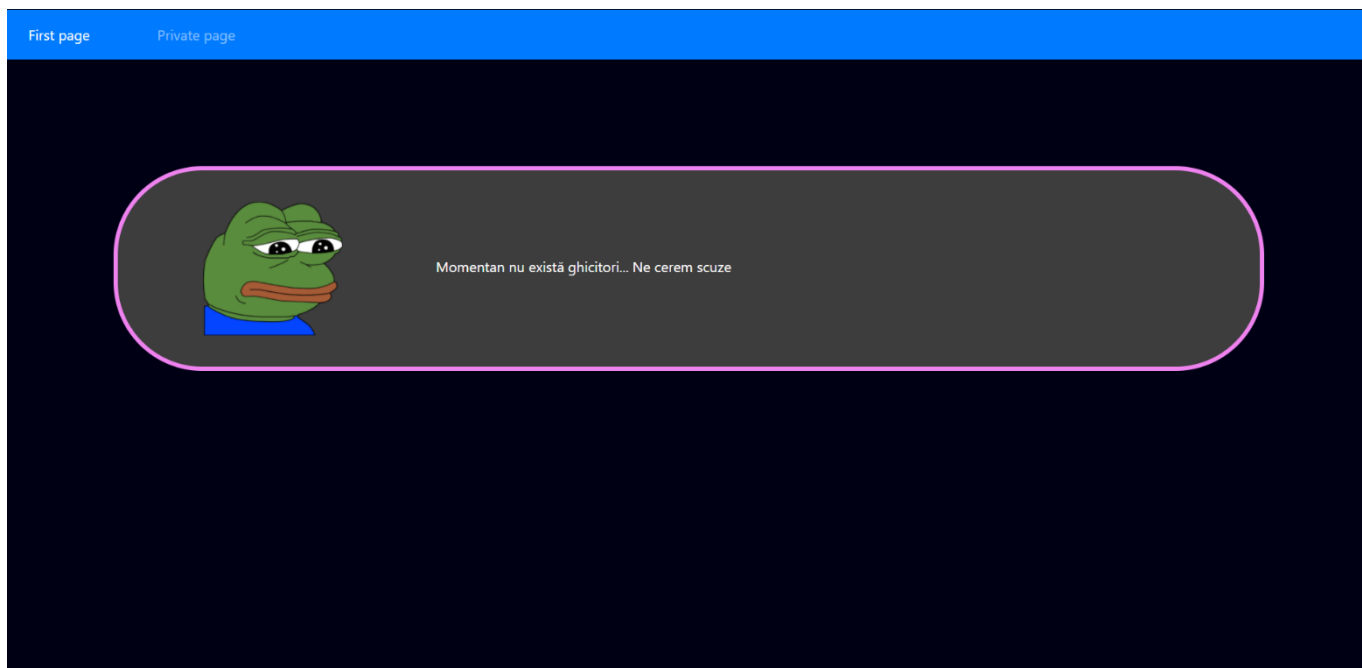 First page
Private page
Momentan nu există ghicitori... Ne cerem scuze